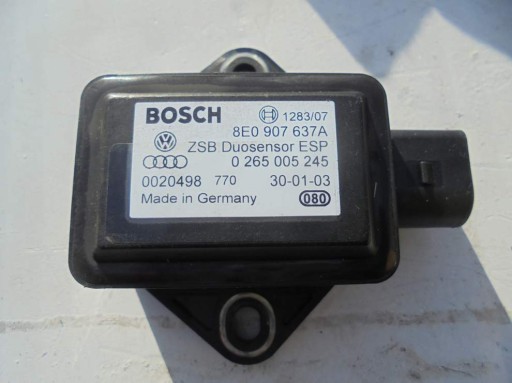 BOSCH 1283/07
8E0 907 637A
ZSB Duosensor ESP
0 265 005 245
0020498 770 30-01-03
Made in Germany 080